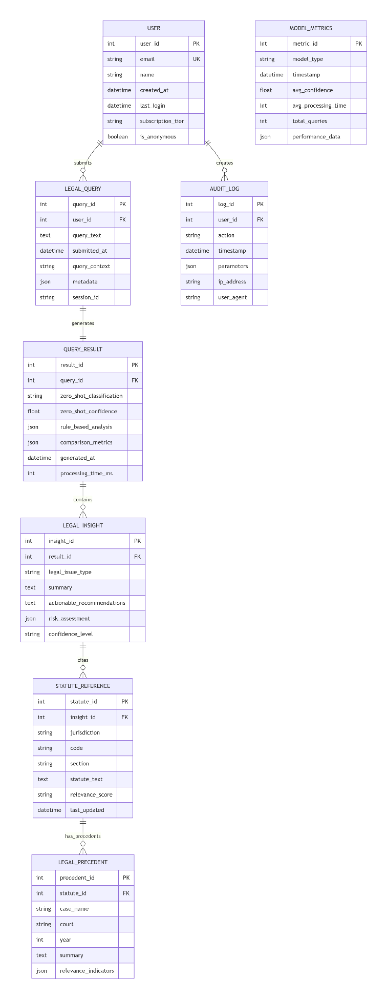 USER
int user_id PK
string email UK
string name
datetime created_at
datetime last_login
string subscription_tier
boolean is_anonymous
MODEL_METRICS
int metric_id PK
string model_type
datetime timestamp
float avg_confidence
int avg_processing_time
int total_queries
json performance_data
submits
creates
LEGAL_QUERY
int query_id PK
int user_id FK
text query_text
datetime submitted_at
string query_context
json metadata
string session_id
AUDIT_LOG
int log_id PK
int user_id FK
string action
datetime timestamp
json parameters
string ip_address
string user_agent
generates
QUERY_RESULT
int result_id PK
int query_id FK
string zero_shot_classification
float zero_shot_confidence
json rule_based_analysis
json comparison_metrics
datetime generated_at
int processing_time_ms
contains
LEGAL_INSIGHT
int insight_id PK
int result_id FK
string legal_issue_type
text summary
text actionable_recommendations
json risk_assessment
string confidence_level
cites
STATUTE_REFERENCE
int statute_id PK
int insight_id FK
string jurisdiction
string code
string section
text statute_text
string relevance_score
datetime last_updated
has_precedents
LEGAL_PRECEDENT
int precedent_id PK
int statute_id FK
string case_name
string court
int year
text summary
json relevance_indicators